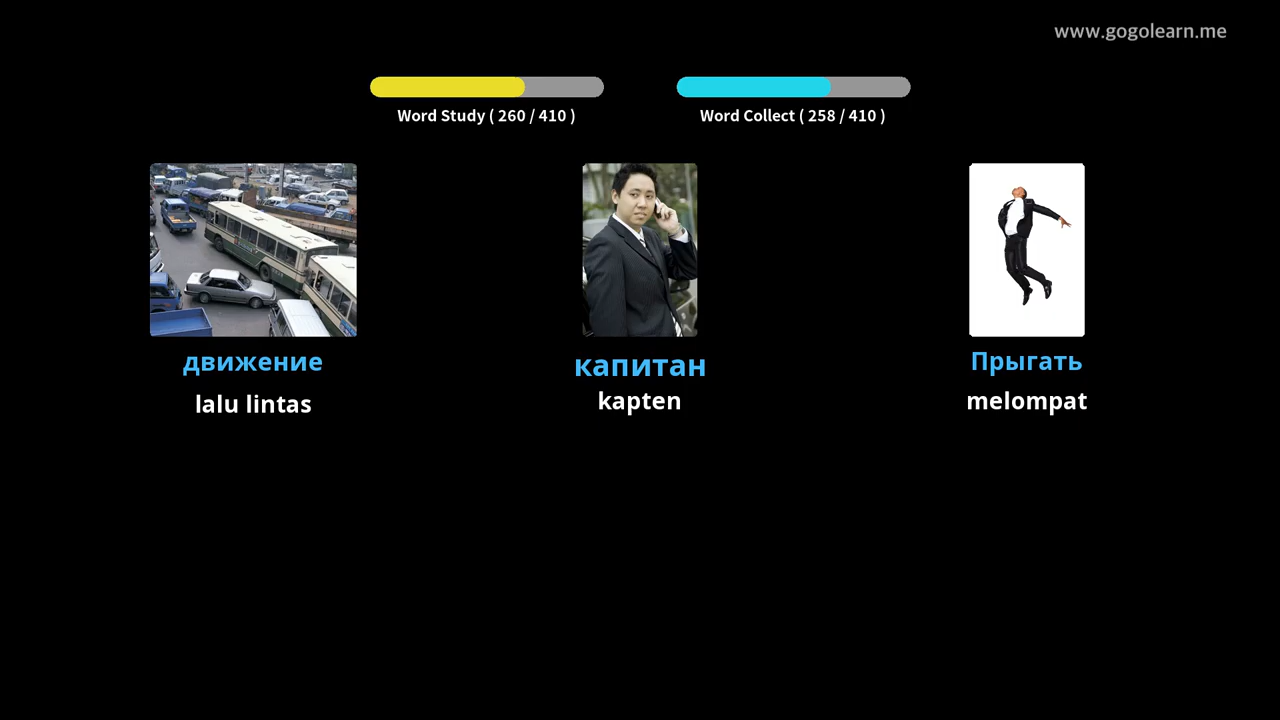 www.gogolearn.me
Word Study ( 260 / 410 )
Word Collect ( 258 / 410 )
движение
lalu lintas
капитан
kapten
Прыгать
melompat